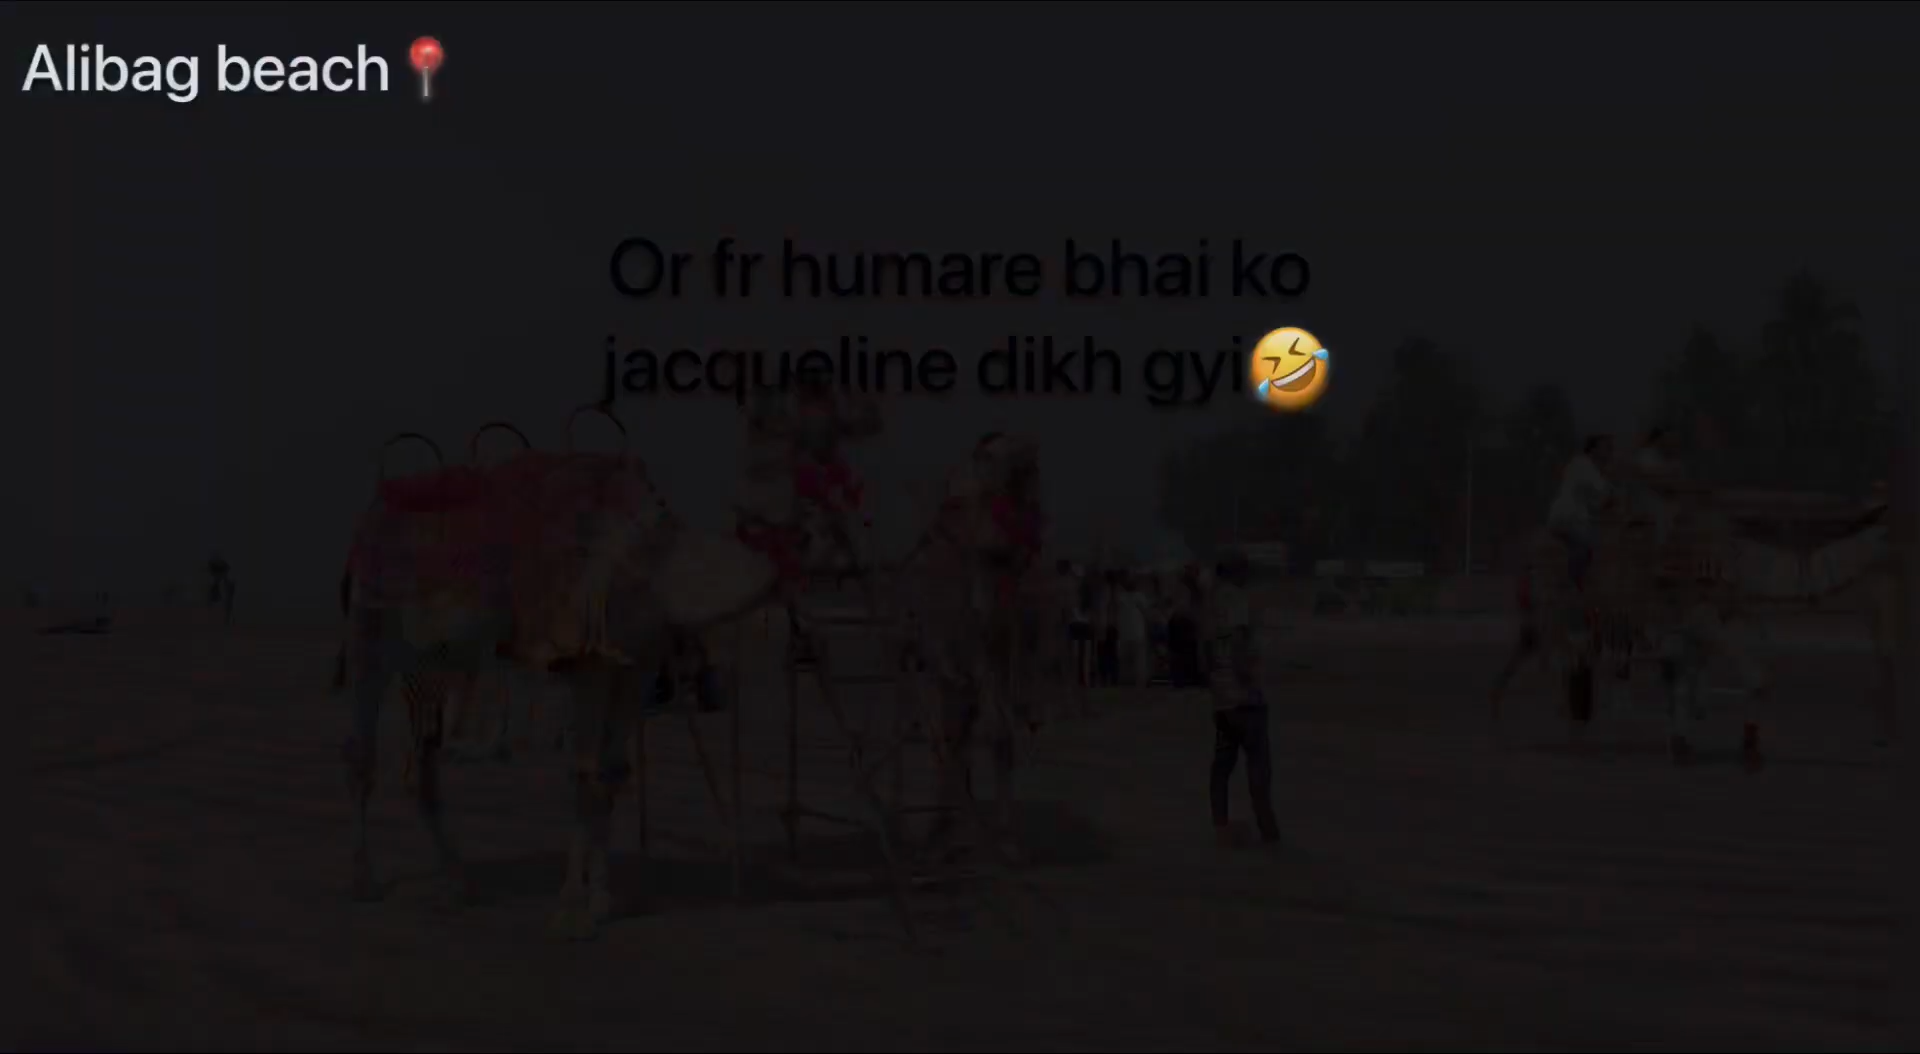 Alibag beach📍
Or fr humare bhai ko
jacqueline dikh gyi🤣